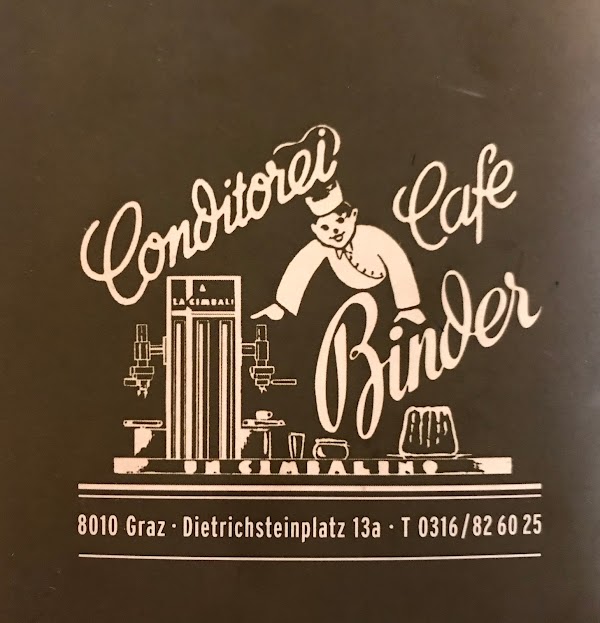 Conditorei
Cafe
Binder
LA CIMBALI
UN CIMBALINO
8010 Graz · Dietrichsteinplatz 13a · T 0316/82 60 25